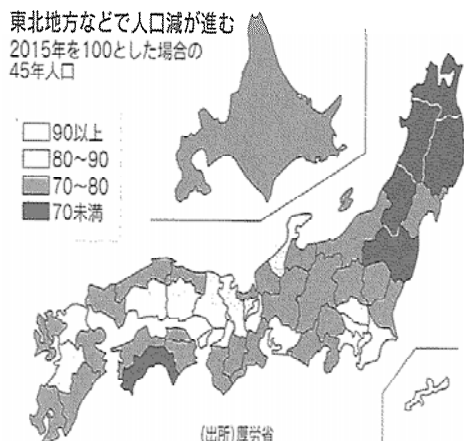 東北地方などで人口減が進む
2015年を100とした場合の
45年人口
90以上
80〜90
70〜80
70未満
(出所)厚労省